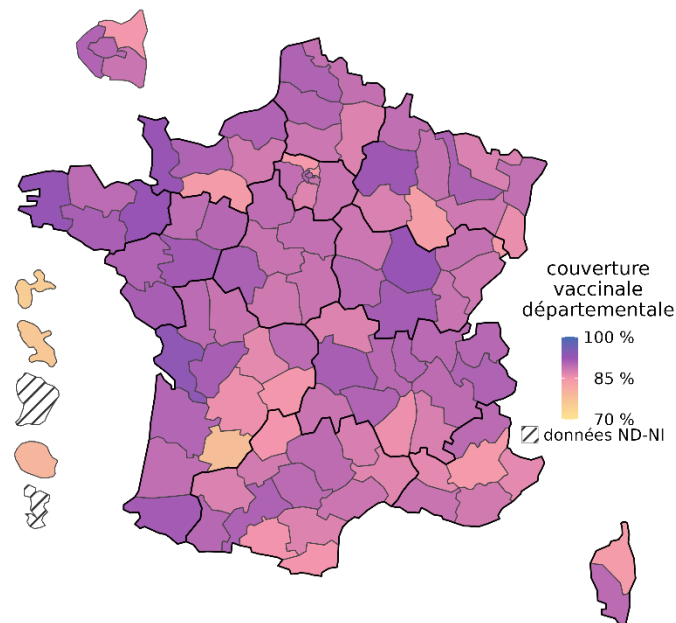 couverture
vaccinale
départementale
100 %
85 %
70 %
données ND-NI